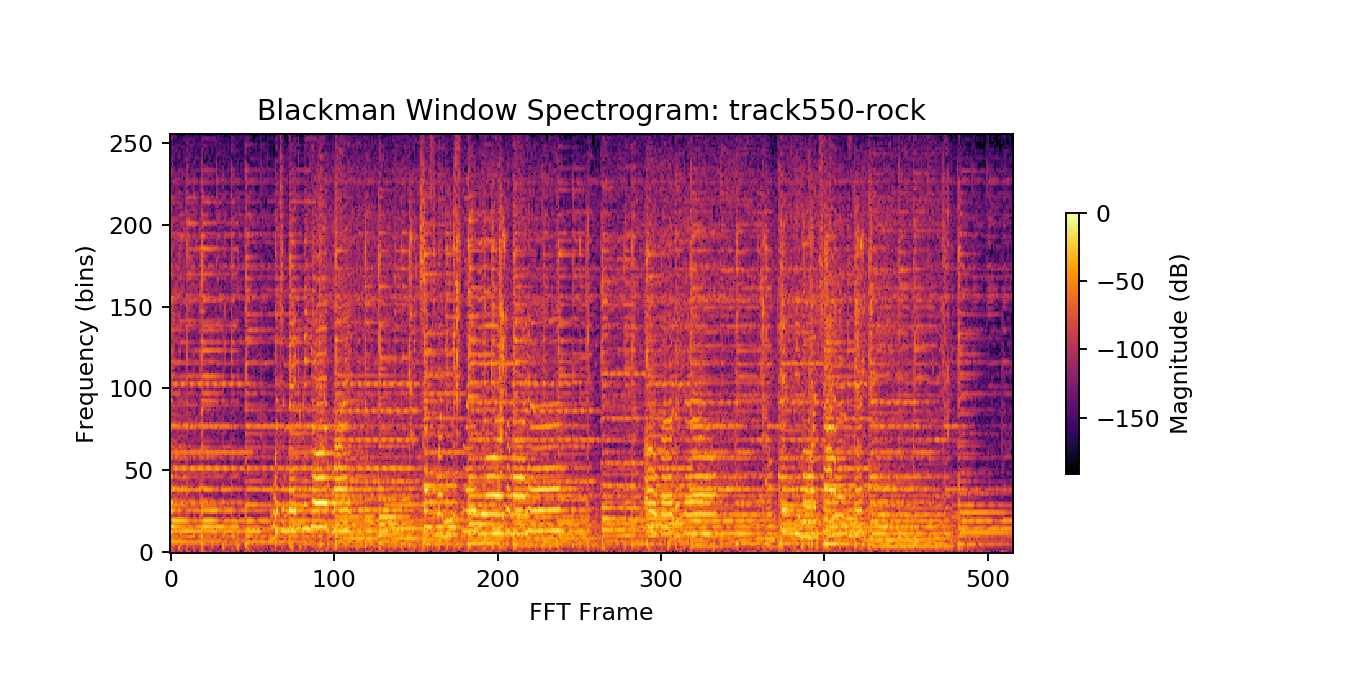 Blackman Window Spectrogram: track550-rock
Frequency (bins)
250
200
150
100
50
0
0 100 200 300 400 500
FFT Frame
0
−50
−100
−150
Magnitude (dB)